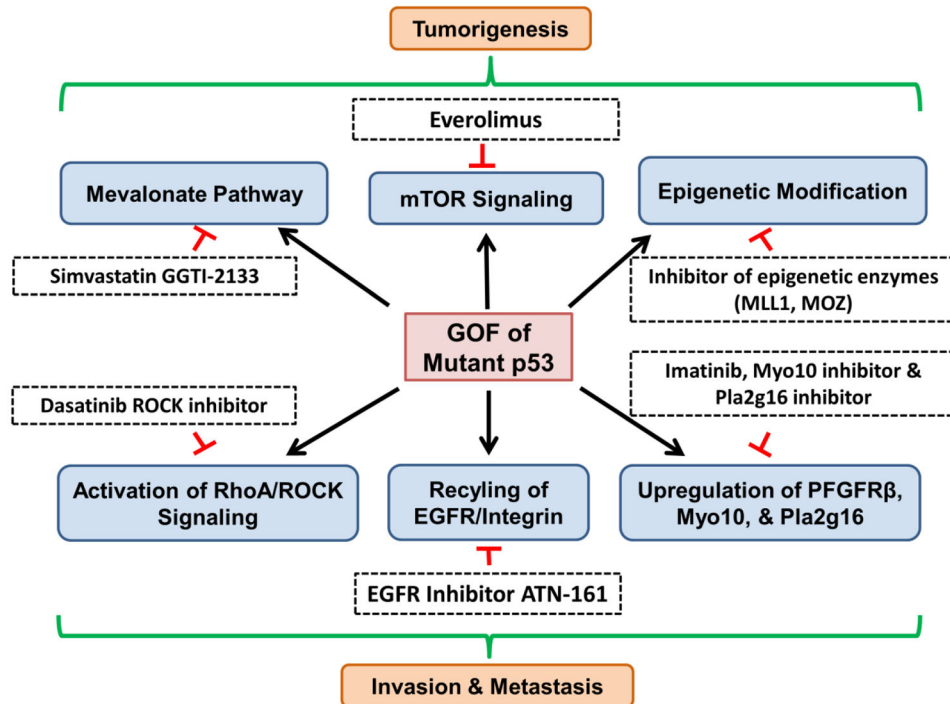 Tumorigenesis
Everolimus
Mevalonate Pathway
mTOR Signaling
Epigenetic Modification
Simvastatin GGTI-2133
Inhibitor of epigenetic enzymes
(MLL1, MOZ)
GOF of
Mutant p53
Dasatinib ROCK inhibitor
Imatinib, Myo10 inhibitor &
Pla2g16 inhibitor
Activation of RhoA/ROCK
Signaling
Recyling of
EGFR/Integrin
Upregulation of PFGFRβ,
Myo10, & Pla2g16
EGFR Inhibitor ATN-161
Invasion & Metastasis